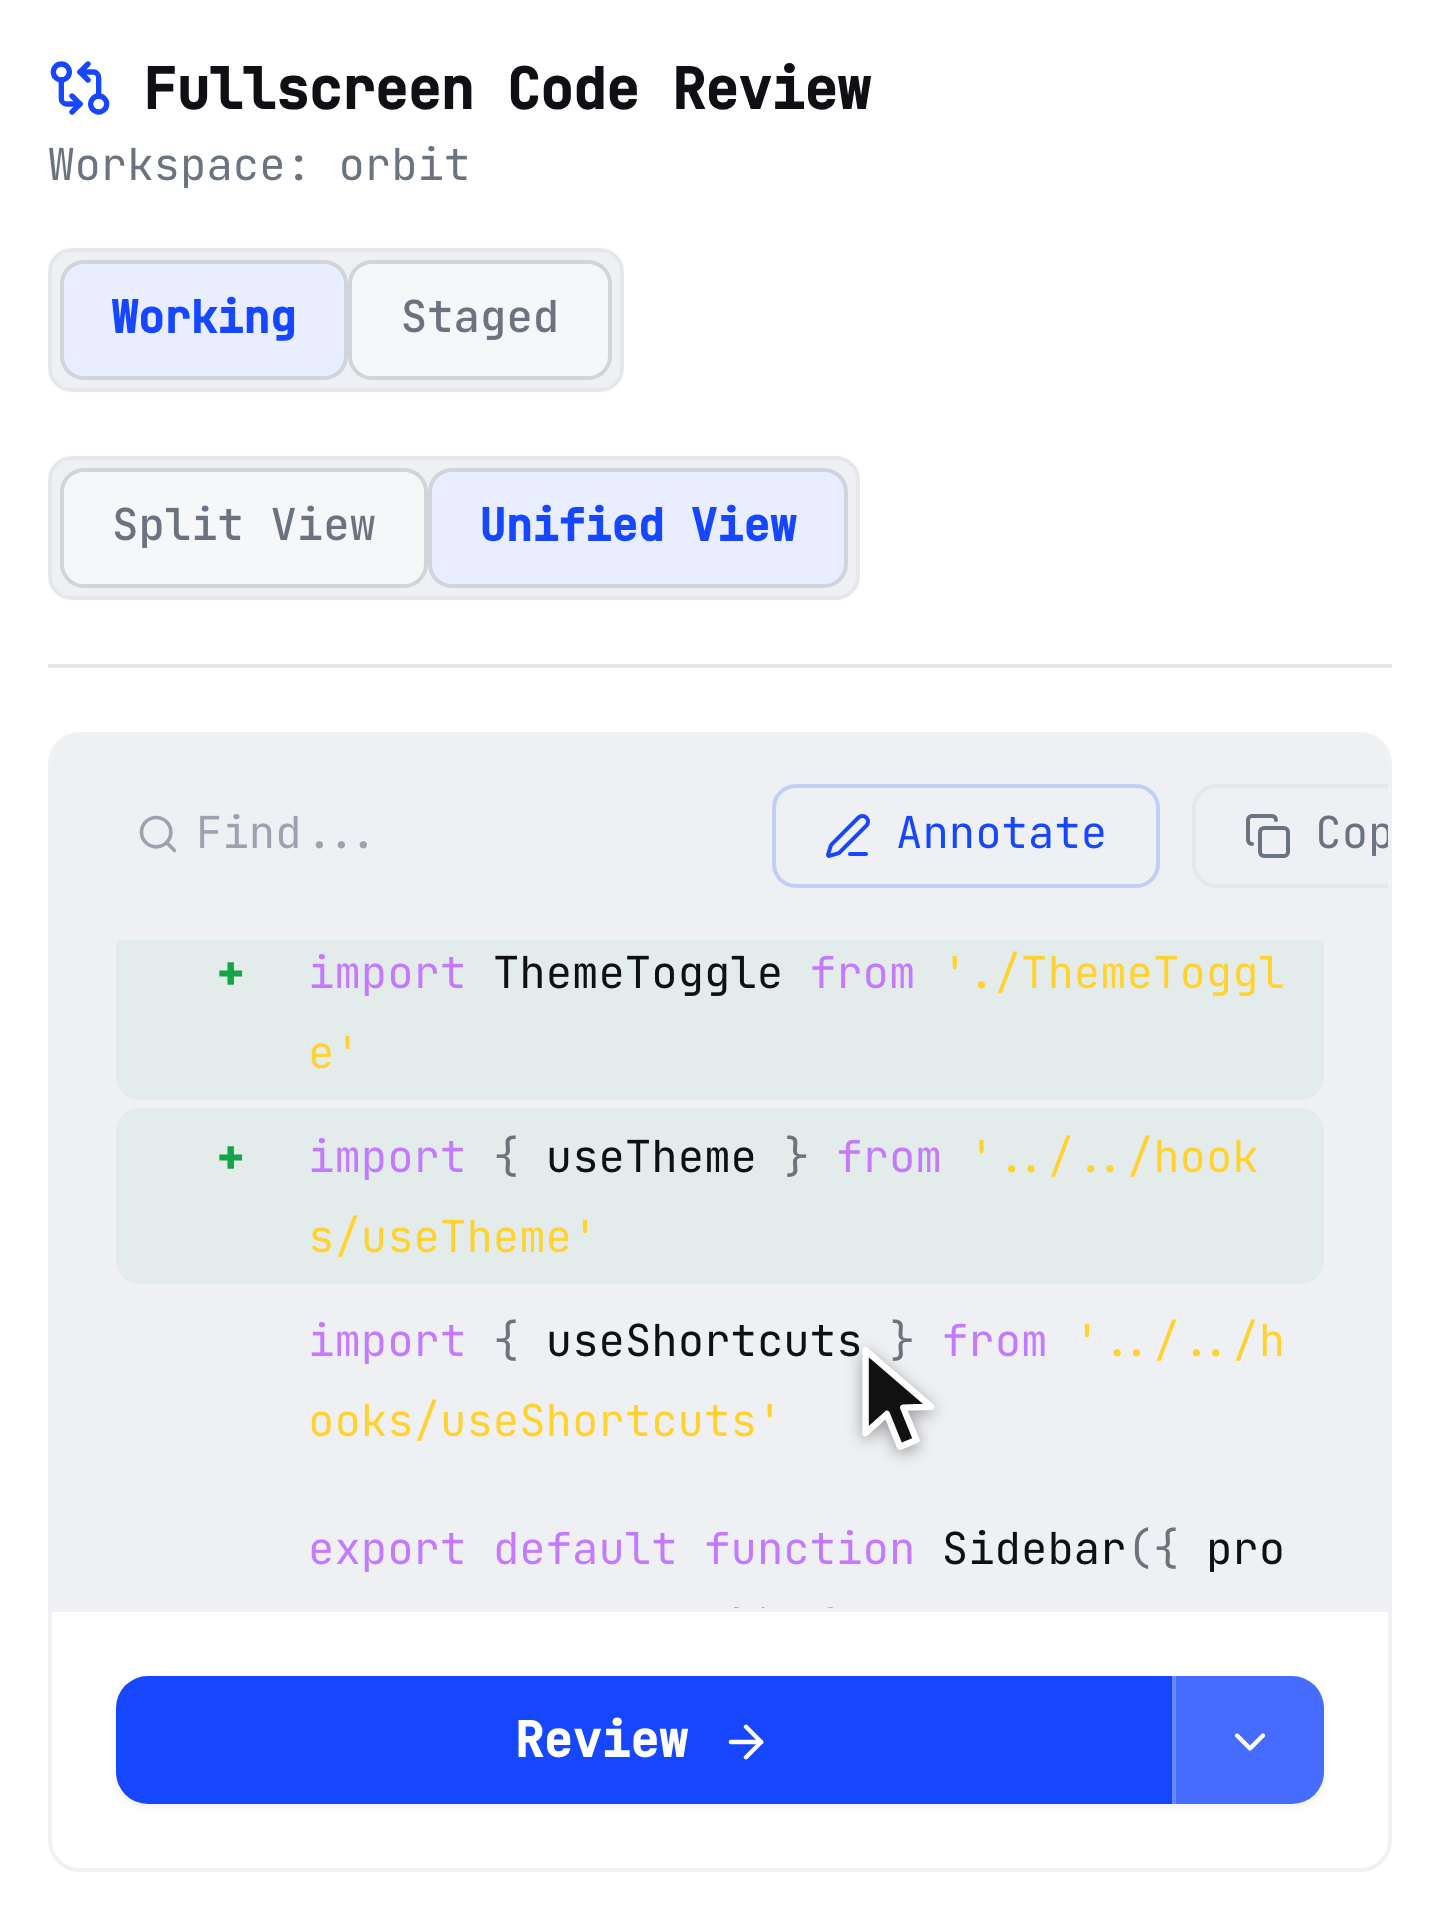 Fullscreen Code Review
Workspace: orbit
Working Staged
Split View Unified View
Find... Annotate Cop
+ import ThemeToggle from './ThemeToggl
e'
+ import { useTheme } from '../../hook
s/useTheme'
import { useShortcuts } from '../../h
ooks/useShortcuts'
export default function Sidebar({ pro
Review →